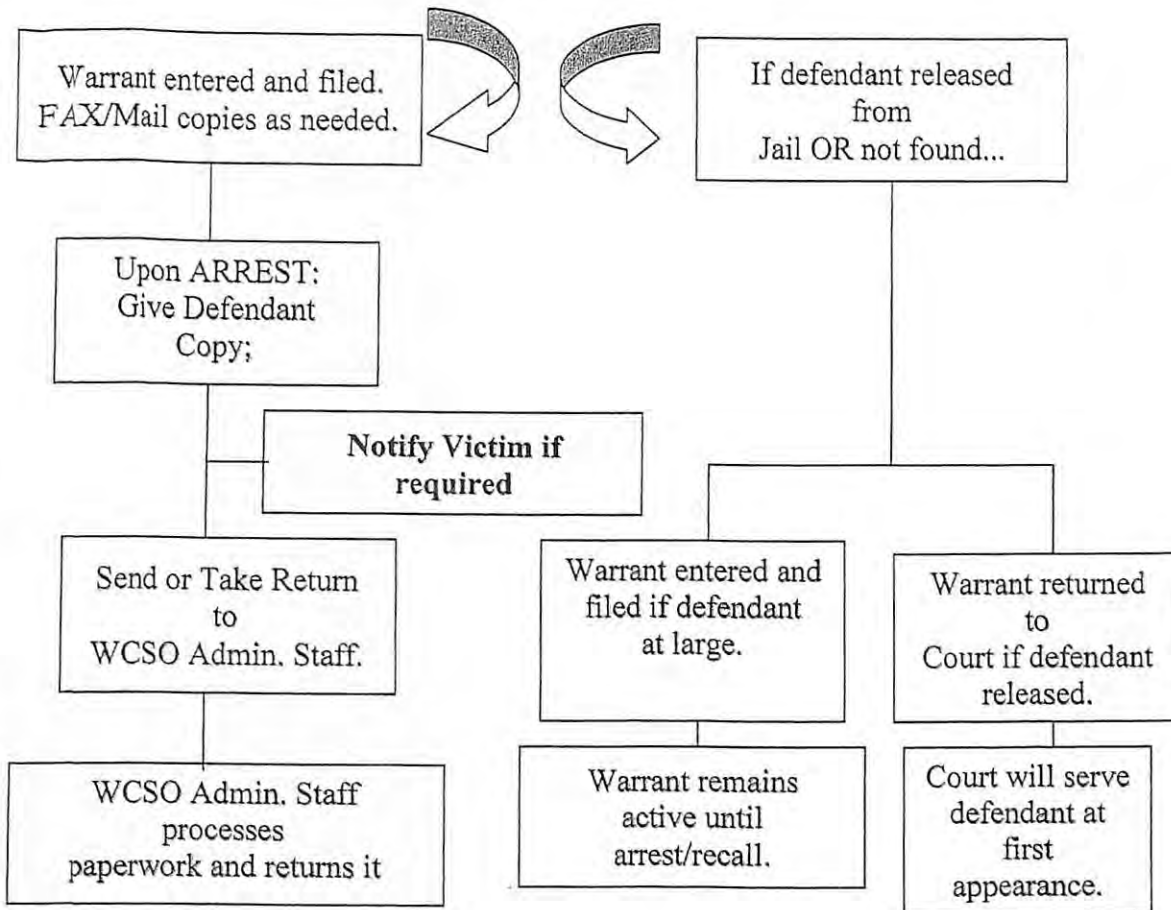 Warrant entered and filed.
FAX/Mail copies as needed.
Upon ARREST:
Give Defendant
Copy;
Notify Victim if
required
Send or Take Return
to
WCSO Admin. Staff.
WCSO Admin. Staff
processes
paperwork and returns it
If defendant released
from
Jail OR not found...
Warrant entered and
filed if defendant
at large.
Warrant remains
active until
arrest/recall.
Warrant returned
to
Court if defendant
released.
Court will serve
defendant at
first
appearance.